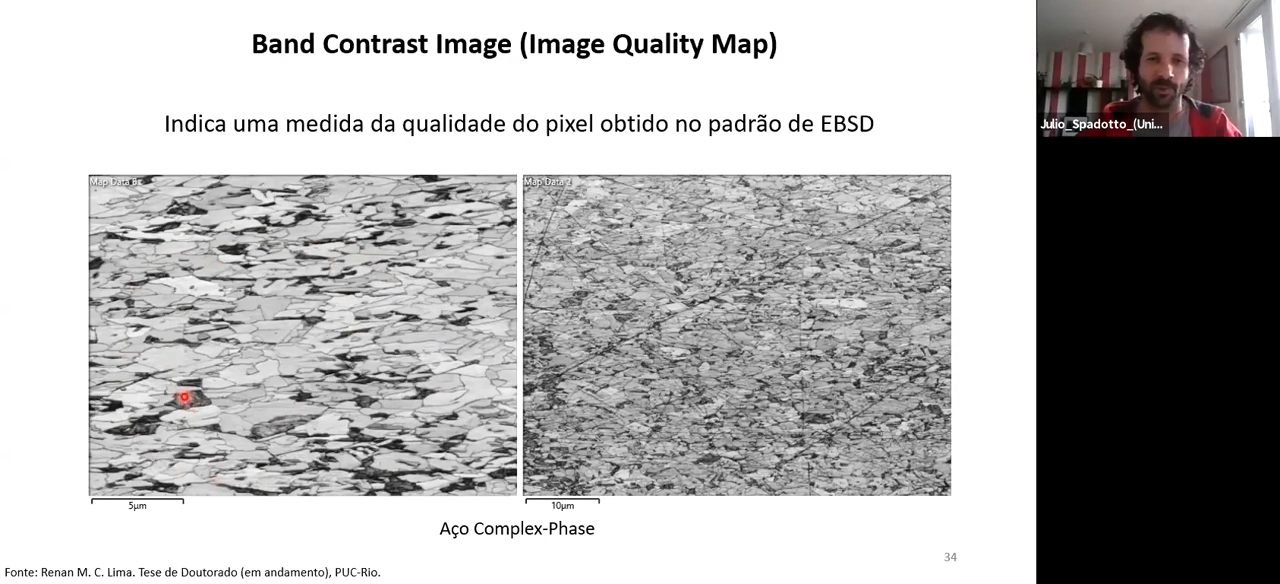 Band Contrast Image (Image Quality Map)
Indica uma medida da qualidade do pixel obtido no padrão de EBSD
Julio_Spadotto_(Uni...
Map Data
Map Data 2
5µm
10µm
Aço Complex-Phase
34
Fonte: Renan M. C. Lima. Tese de Doutorado (em andamento), PUC-Rio.